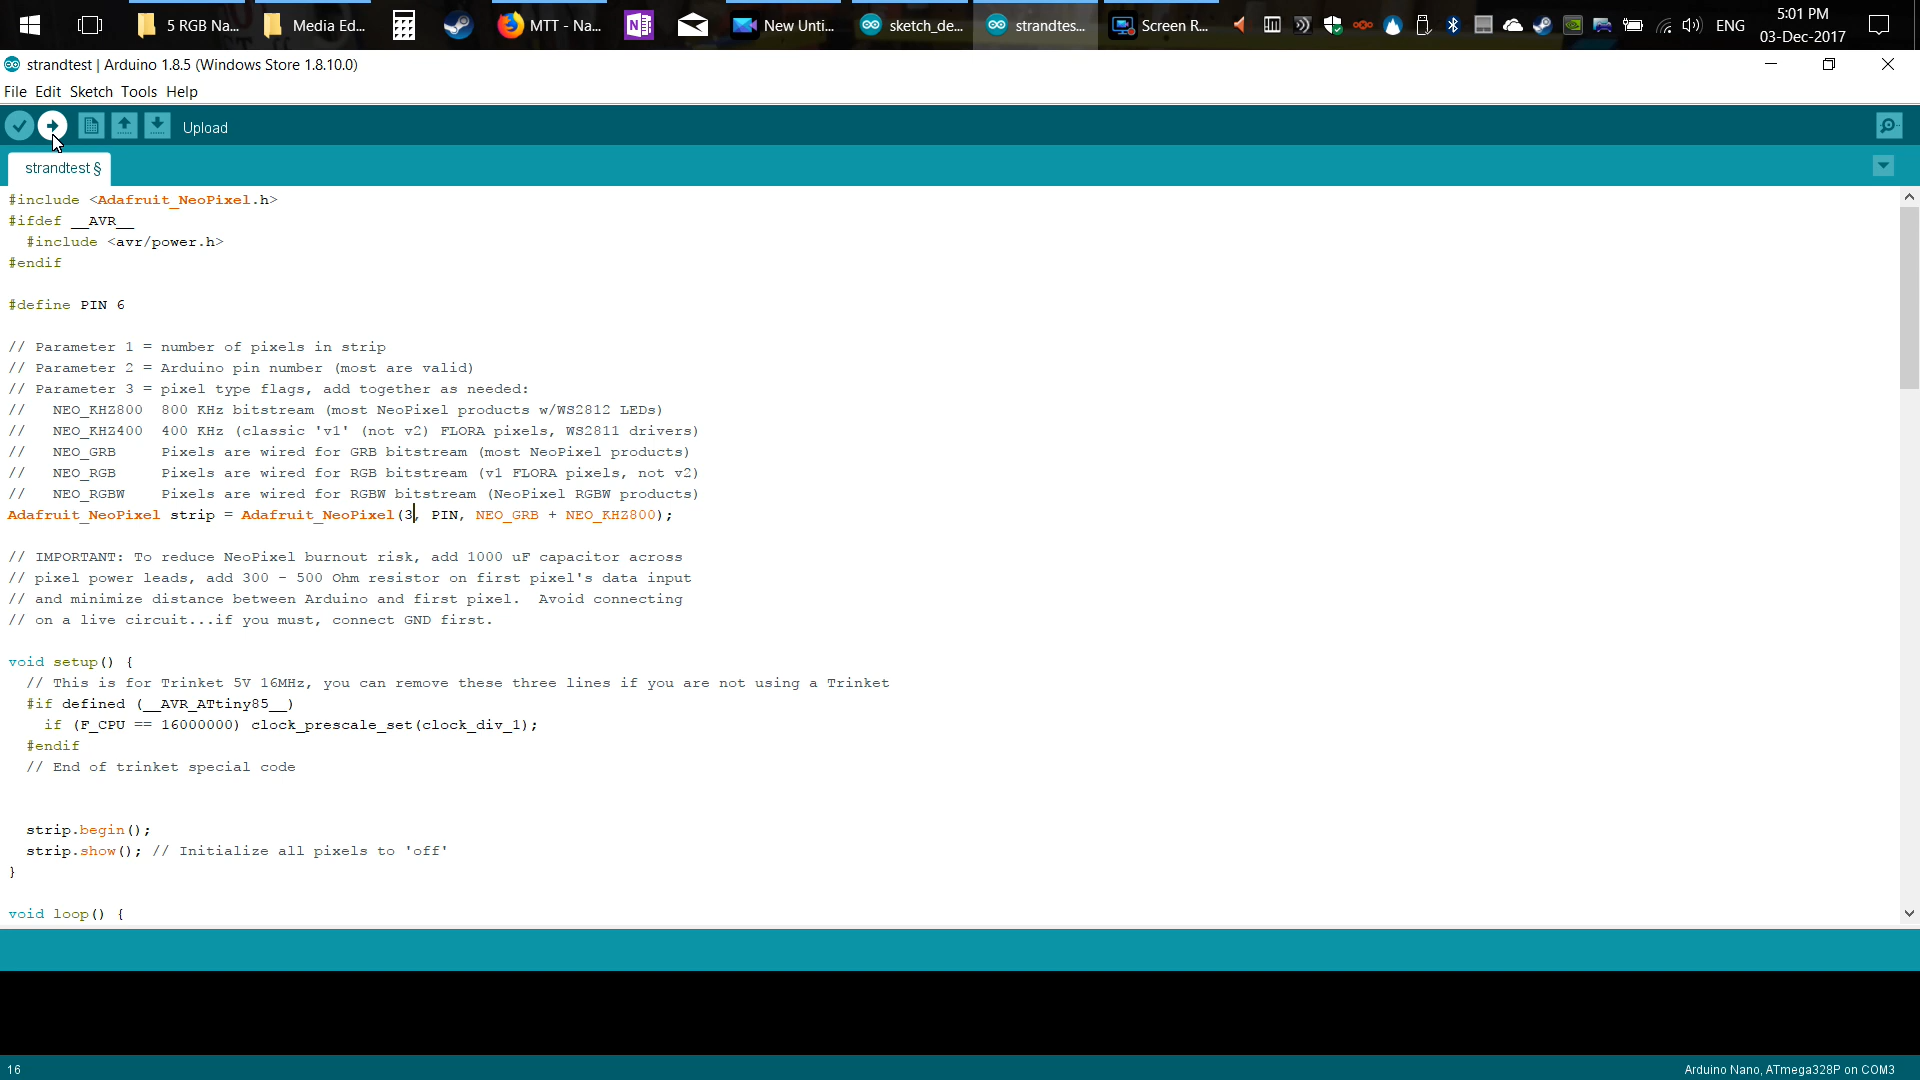 5 RGB Na...
Media Ed...
MTT - Na...
New Unti...
sketch_de...
strandtes...
Screen R...
ENG
5:01 PM
03-Dec-2017
strandtest | Arduino 1.8.5 (Windows Store 1.8.10.0)
File Edit Sketch Tools Help
Upload
strandtest §
#include <Adafruit_NeoPixel.h>
#ifdef __AVR__
#include <avr/power.h>
#endif
#define PIN 6
// Parameter 1 = number of pixels in strip
// Parameter 2 = Arduino pin number (most are valid)
// Parameter 3 = pixel type flags, add together as needed:
//   NEO_KHZ800  800 KHz bitstream (most NeoPixel products w/WS2812 LEDs)
//   NEO_KHZ400  400 KHz (classic 'v1' (not v2) FLORA pixels, WS2811 drivers)
//   NEO_GRB     Pixels are wired for GRB bitstream (most NeoPixel products)
//   NEO_RGB     Pixels are wired for RGB bitstream (v1 FLORA pixels, not v2)
//   NEO_RGBW    Pixels are wired for RGBW bitstream (NeoPixel RGBW products)
Adafruit_NeoPixel strip = Adafruit_NeoPixel(3, PIN, NEO_GRB + NEO_KHZ800);
// IMPORTANT: To reduce NeoPixel burnout risk, add 1000 uF capacitor across
// pixel power leads, add 300 - 500 Ohm resistor on first pixel's data input
// and minimize distance between Arduino and first pixel.  Avoid connecting
// on a live circuit...if you must, connect GND first.
void setup() {
// This is for Trinket 5V 16MHz, you can remove these three lines if you are not using a Trinket
#if defined (__AVR_ATtiny85__)
if (F_CPU == 16000000) clock_prescale_set(clock_div_1);
#endif
// End of trinket special code
strip.begin();
strip.show(); // Initialize all pixels to 'off'
}
void loop() {
16
Arduino Nano, ATmega328P on COM3